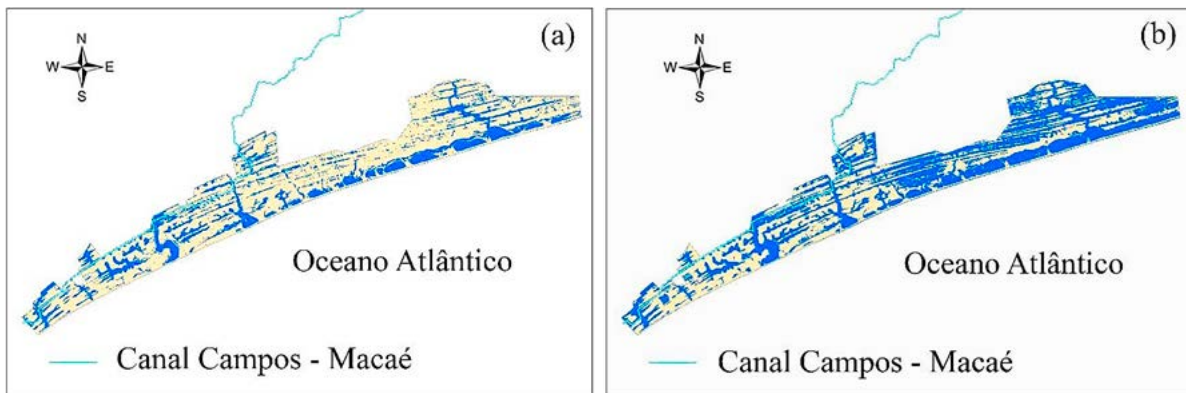 (a)
N
W E
S
Oceano Atlântico
Canal Campos - Macaé
(b)
N
W E
S
Oceano Atlântico
Canal Campos - Macaé